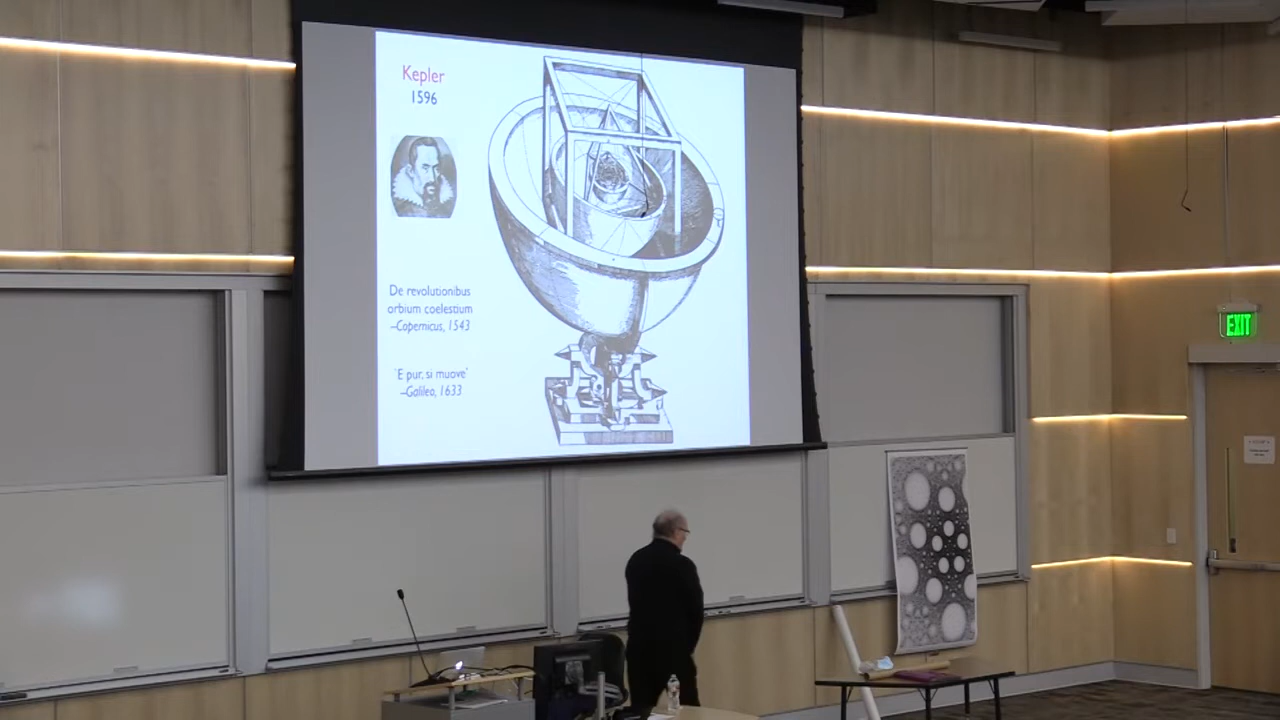 Kepler
1596
De revolutionibus
orbium coelestium
–Copernicus, 1543
'E pur, si muove'
–Galileo, 1633
EXIT